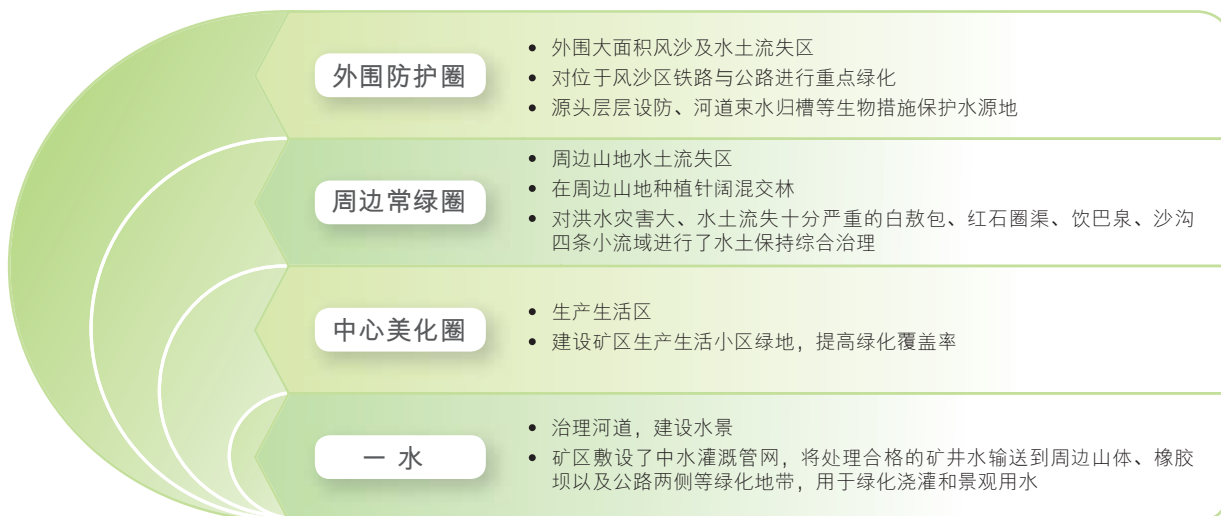 外围防护圈
• 外围大面积风沙及水土流失区
• 对位于风沙区铁路与公路进行重点绿化
• 源头层层设防、河道束水归槽等生物措施保护水源地
周边常绿圈
• 周边山地水土流失区
• 在周边山地种植针阔混交林
• 对洪水灾害大、水土流失十分严重的白敖包、红石圈渠、饮巴泉、沙沟
四条小流域进行了水土保持综合治理
中心美化圈
• 生产生活区
• 建设矿区生产生活小区绿地，提高绿化覆盖率
一 水
• 治理河道，建设水景
• 矿区敷设了中水灌溉管网，将处理合格的矿井水输送到周边山体、橡胶
坝以及公路两侧等绿化地带，用于绿化浇灌和景观用水